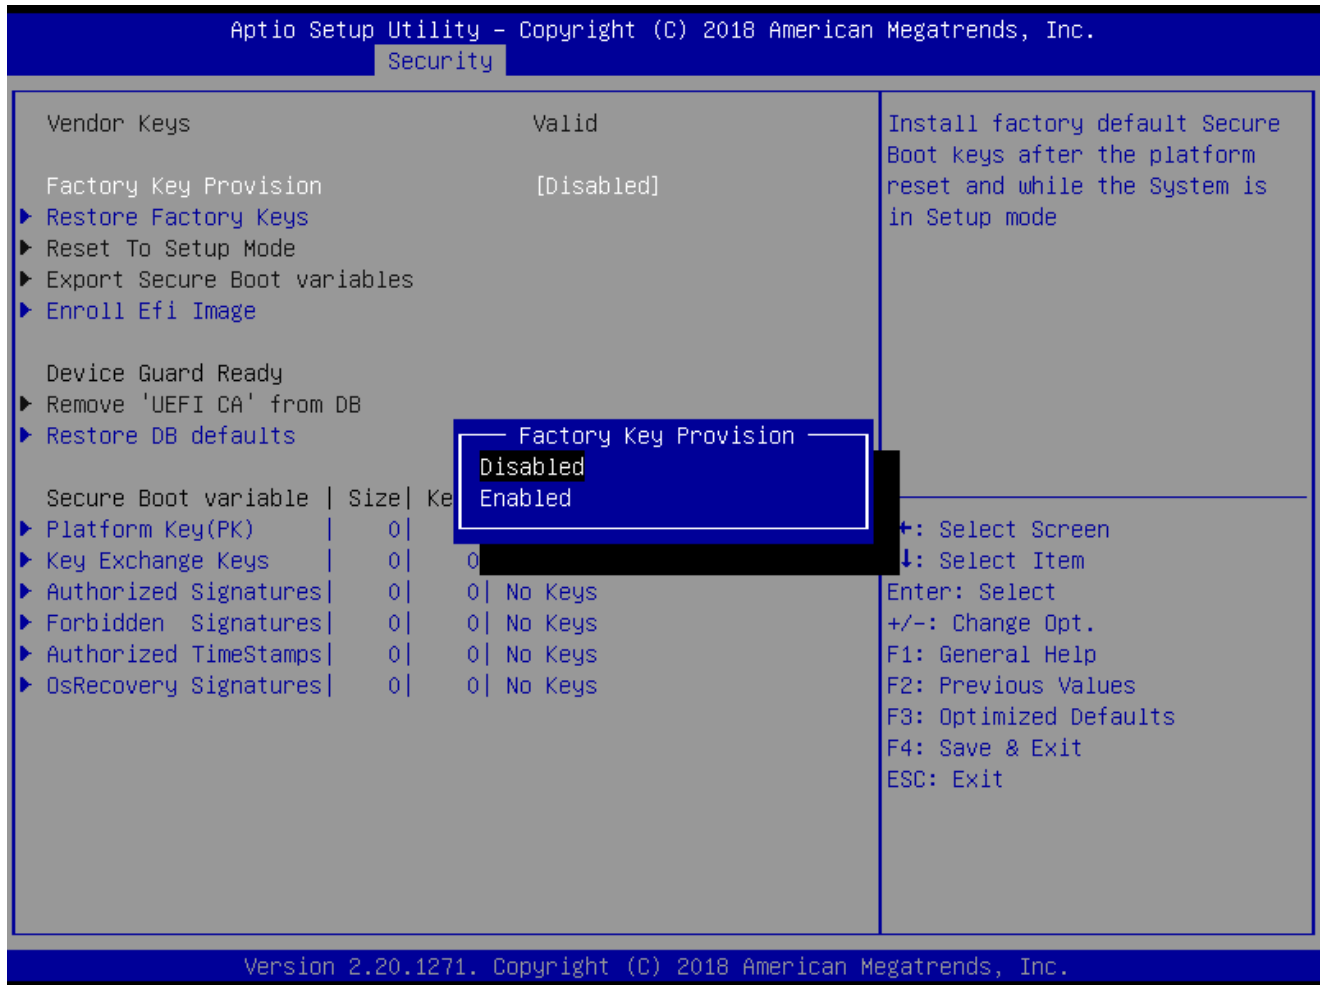 Aptio Setup Utility – Copyright (C) 2018 American Megatrends, Inc.
Security
Vendor Keys Valid
Factory Key Provision [Disabled]
Restore Factory Keys
Reset To Setup Mode
Export Secure Boot variables
Enroll Efi Image
Device Guard Ready
Remove 'UEFI CA' from DB
Restore DB defaults
Secure Boot variable | Size|
Platform Key(PK) | 0|
Key Exchange Keys | 0| 0
Authorized Signatures| 0| 0| No Keys
Forbidden Signatures| 0| 0| No Keys
Authorized TimeStamps| 0| 0| No Keys
OsRecovery Signatures| 0| 0| No Keys
Factory Key Provision
Disabled
Enabled
Install factory default Secure
Boot keys after the platform
reset and while the System is
in Setup mode
: Select Screen
: Select Item
Enter: Select
+/-: Change Opt.
F1: General Help
F2: Previous Values
F3: Optimized Defaults
F4: Save & Exit
ESC: Exit
Version 2.20.1271. Copyright (C) 2018 American Megatrends, Inc.